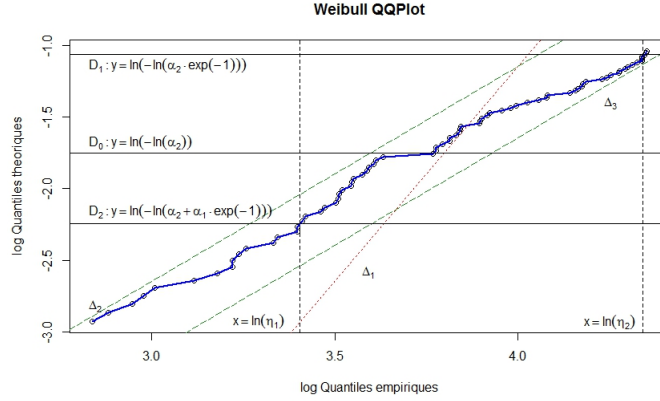 Weibull QQPlot
log Quantiles theoriques
-1.0
-1.5
-2.0
-2.5
-3.0
D₁ : y = ln(−ln(α₂ · exp(−1)))
Δ₃
D₀ : y = ln(−ln(α₂))
D₂ : y = ln(−ln(α₂ + α₁ · exp(−1)))
Δ₁
Δ₂
x = ln(η₁)
x = ln(η₂)
3.0 3.5 4.0
log Quantiles empiriques